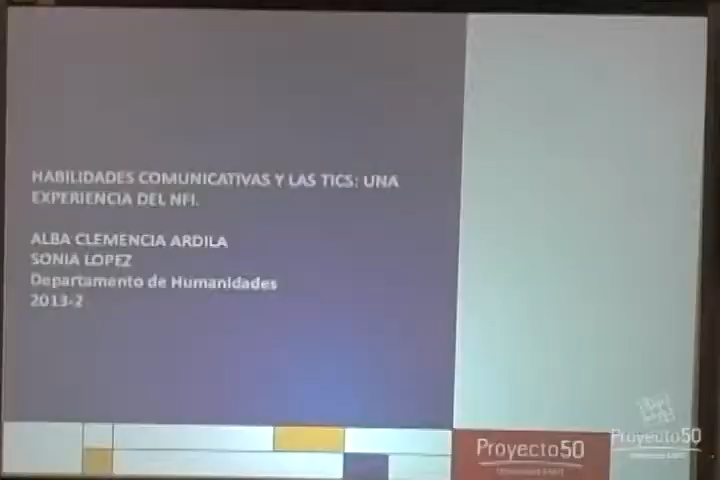 HABILIDADES COMUNICATIVAS Y LAS TICS: UNA
EXPERIENCIA DEL NFI.
ALBA CLEMENCIA ARDILA
SONIA LOPEZ
Departamento de Humanidades
2013-2
Proyecto50
Proyecto50